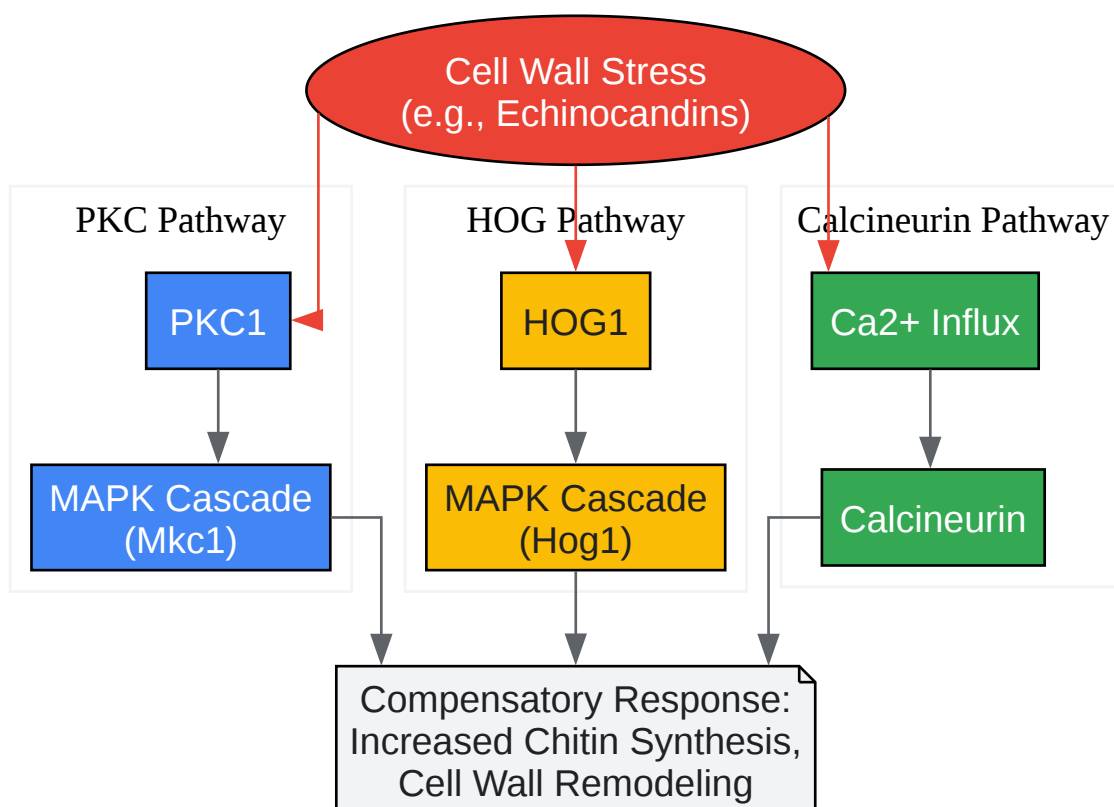 Cell Wall Stress
(e.g., Echinocandins)
PKC Pathway
HOG Pathway
Calcineurin Pathway
PKC1
HOG1
Ca2+ Influx
MAPK Cascade
(Mkc1)
MAPK Cascade
(Hog1)
Calcineurin
Compensatory Response:
Increased Chitin Synthesis,
Cell Wall Remodeling